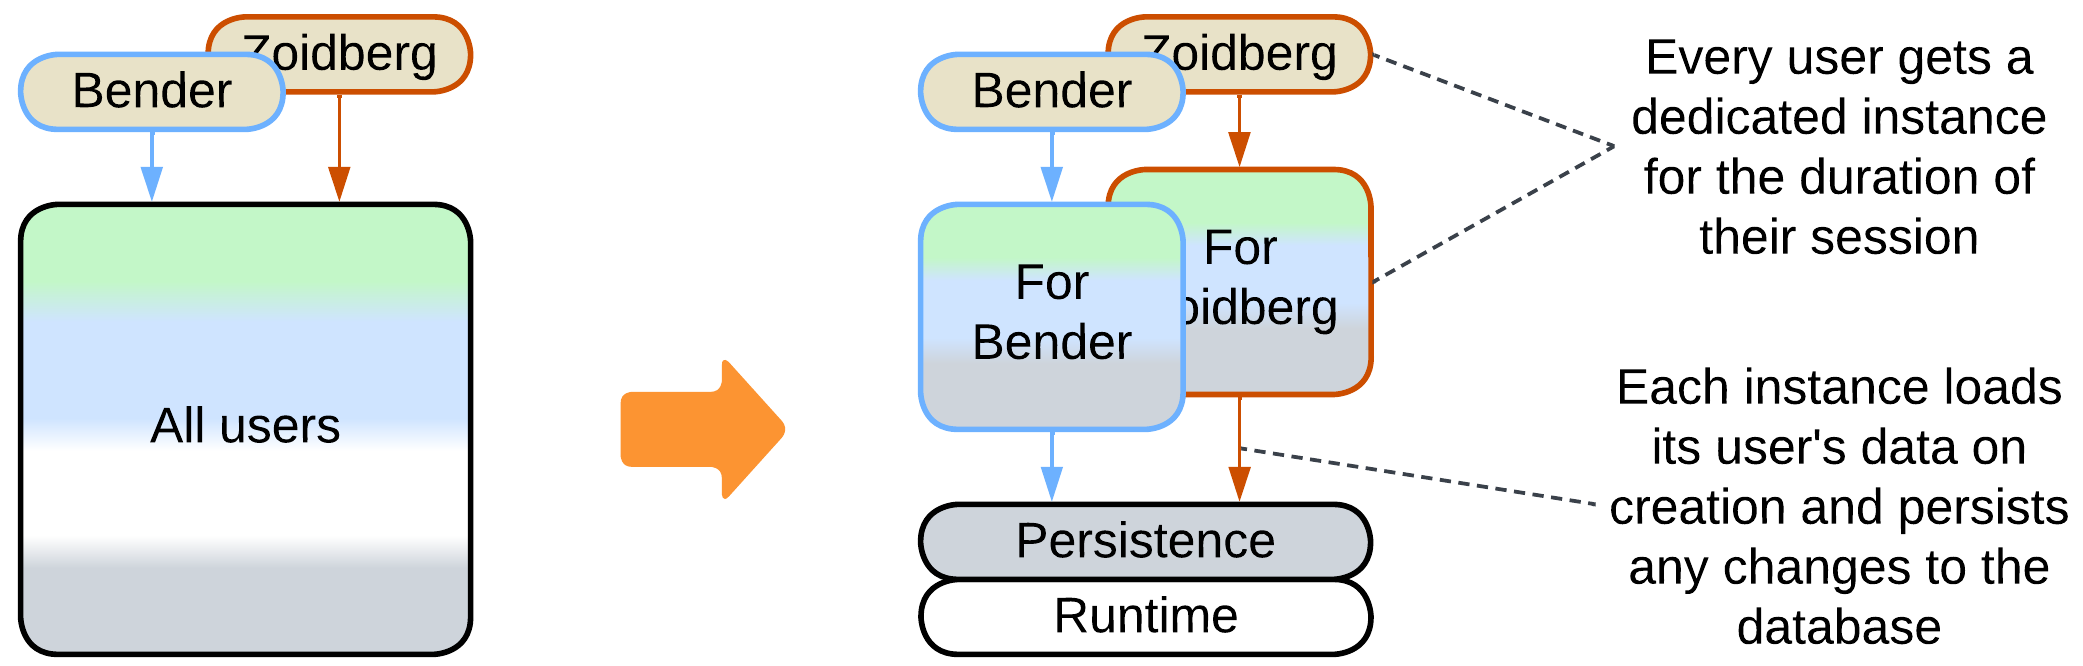 Zoidberg
Bender
All users
Zoidberg
Bender
For
Zoidberg
For
Bender
Persistence
Runtime
Every user gets a
dedicated instance
for the duration of
their session
Each instance loads
its user's data on
creation and persists
any changes to the
database